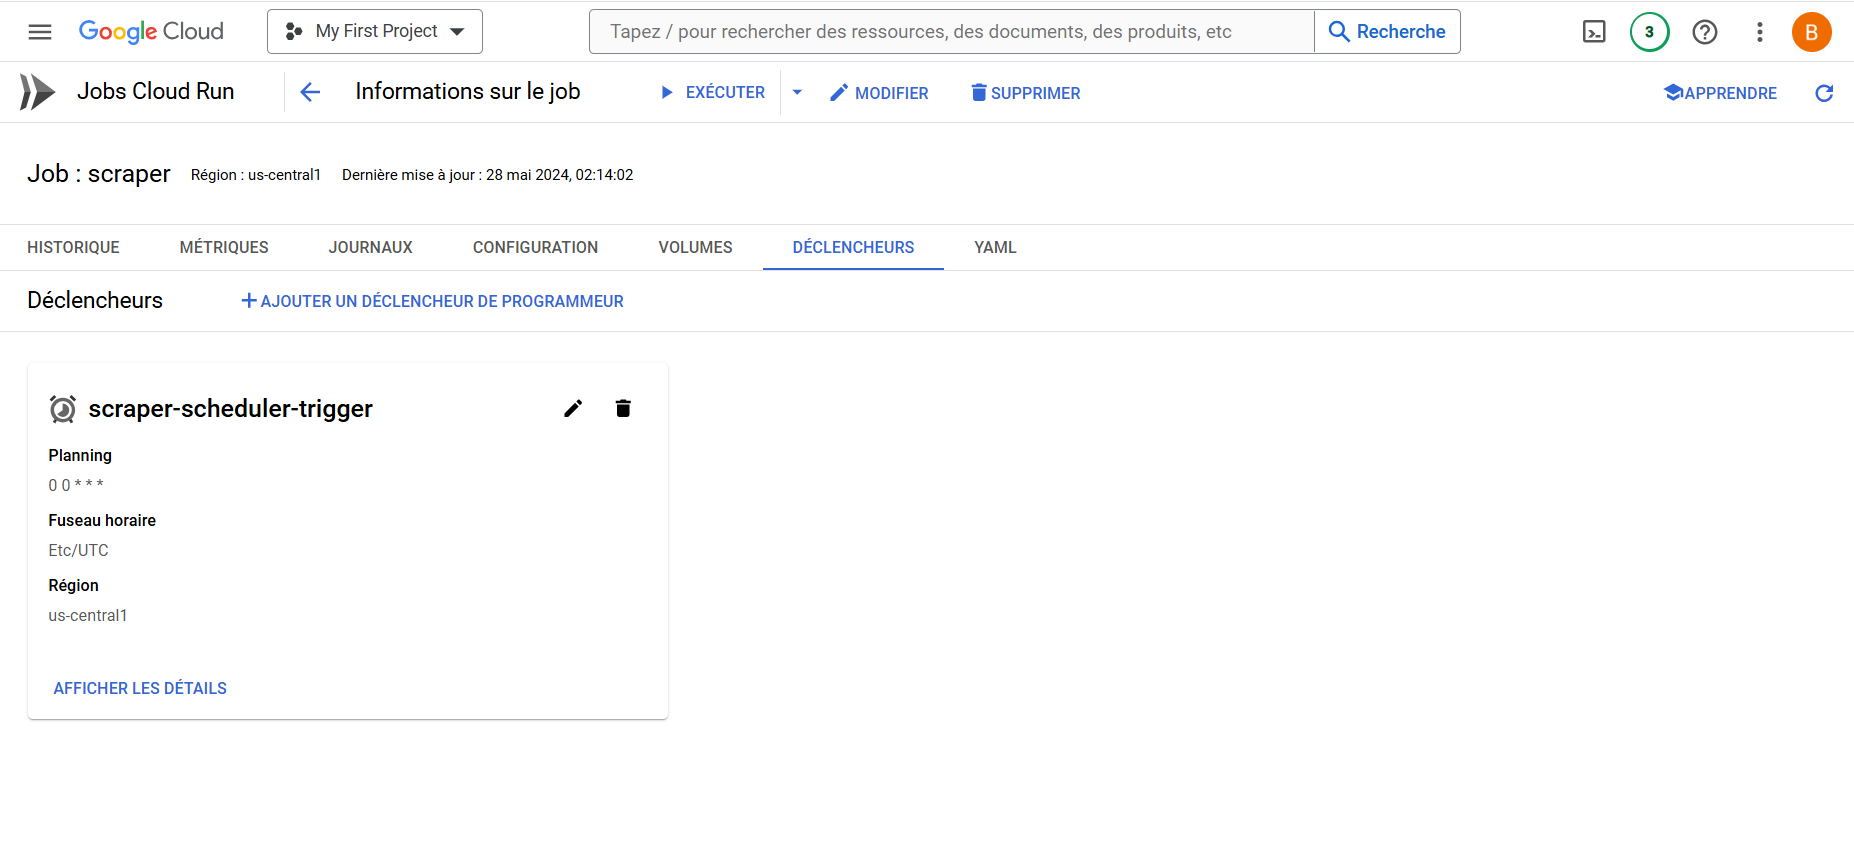 Google Cloud
My First Project
Tapez / pour rechercher des ressources, des documents, des produits, etc
Recherche
3
B
Jobs Cloud Run
Informations sur le job
EXÉCUTER
MODIFIER
SUPPRIMER
APPRENDRE
Job : scraper
Région : us-central1
Dernière mise à jour : 28 mai 2024, 02:14:02
HISTORIQUE
MÉTRIQUES
JOURNAUX
CONFIGURATION
VOLUMES
DÉCLENCHEURS
YAML
Déclencheurs
AJOUTER UN DÉCLENCHEUR DE PROGRAMMEUR
scraper-scheduler-trigger
Planning
0 0 * * *
Fuseau horaire
Etc/UTC
Région
us-central1
AFFICHER LES DÉTAILS